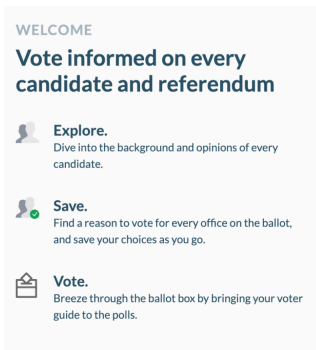 WELCOME
Vote informed on every
candidate and referendum
Explore.
Dive into the background and opinions of every
candidate.
Save.
Find a reason to vote for every office on the ballot,
and save your choices as you go.
Vote.
Breeze through the ballot box by bringing your voter
guide to the polls.